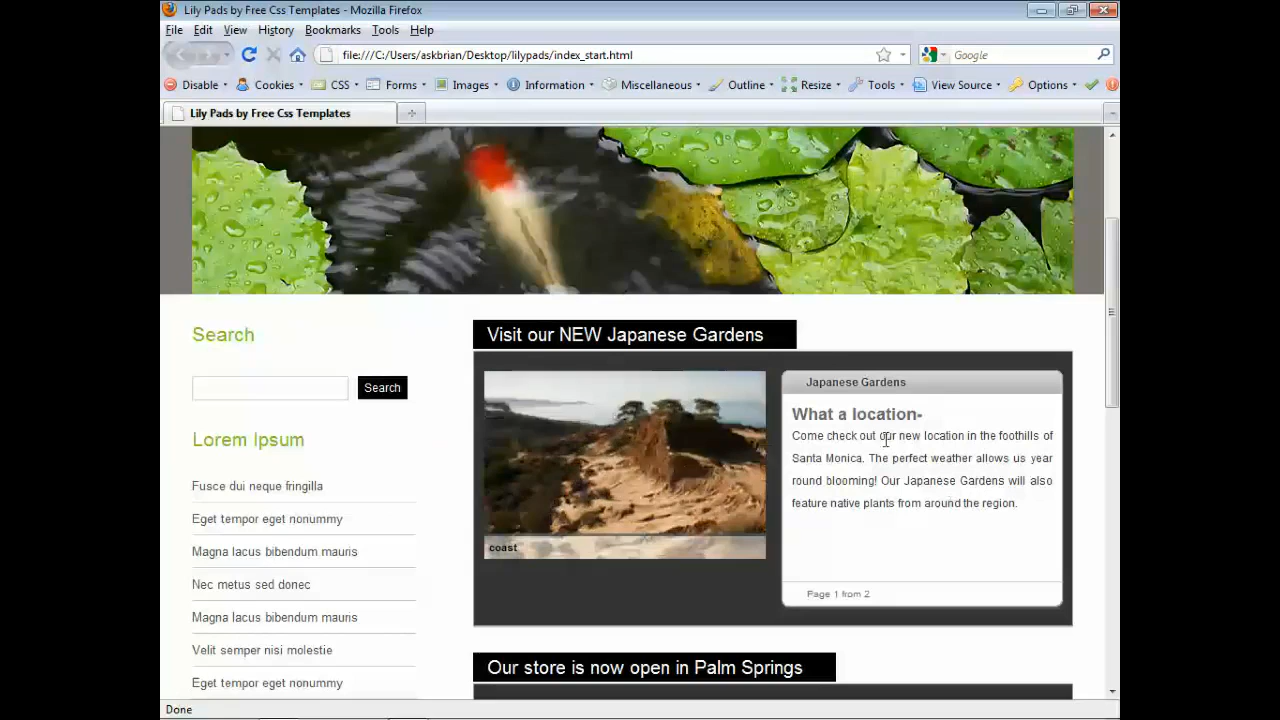 Lily Pads by Free Css Templates - Mozilla Firefox
File Edit View History Bookmarks Tools Help
file:///C:/Users/askbrian/Desktop/lilypads/index_start.html
Google
Disable Cookies CSS Forms Images Information Miscellaneous Outline Resize Tools View Source Options
Lily Pads by Free Css Templates
Search
Search
Lorem Ipsum
Fusce dui neque fringilla
Eget tempor eget nonummy
Magna lacus bibendum mauris
Nec metus sed donec
Magna lacus bibendum mauris
Velit semper nisi molestie
Eget tempor eget nonummy
Visit our NEW Japanese Gardens
coast
Japanese Gardens
What a location-
Come check out our new location in the foothills of
Santa Monica. The perfect weather allows us year
round blooming! Our Japanese Gardens will also
feature native plants from around the region.
Page 1 from 2
Our store is now open in Palm Springs
Done